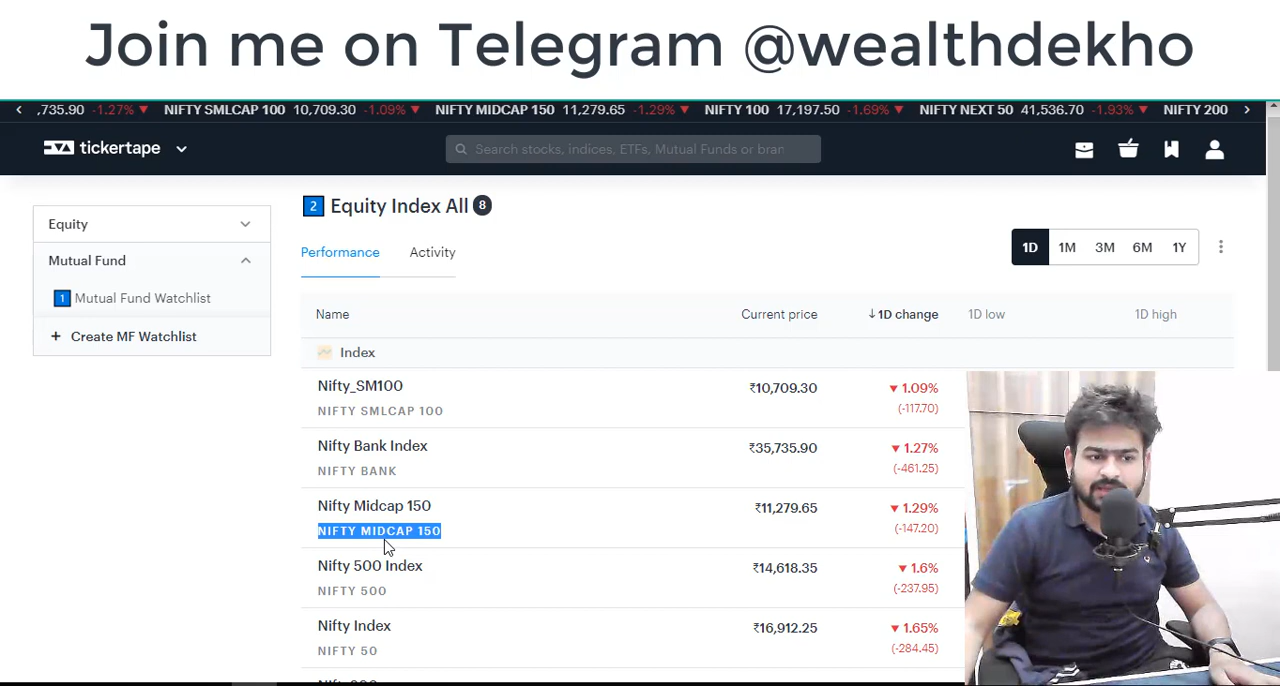 Join me on Telegram @wealthdekho
,735.90 -1.27% ▼ NIFTY SMLCAP 100 10,709.30 -1.09% ▼ NIFTY MIDCAP 150 11,279.65 -1.29% ▼ NIFTY 100 17,197.50 -1.69% ▼ NIFTY NEXT 50 41,536.70 -1.93% ▼ NIFTY 200
tickertape
Search stocks, indices, ETFs, Mutual Funds or bran
Equity
Mutual Fund
1 Mutual Fund Watchlist
+ Create MF Watchlist
2 Equity Index All 8
Performance Activity
1D 1M 3M 6M 1Y
Name Current price ↓1D change 1D low 1D high
Index
Nifty_SM100 ₹10,709.30 ▼ 1.09%
NIFTY SMLCAP 100 (-117.70)
Nifty Bank Index ₹35,735.90 ▼ 1.27%
NIFTY BANK (-461.25)
Nifty Midcap 150 ₹11,279.65 ▼ 1.29%
NIFTY MIDCAP 150 (-147.20)
Nifty 500 Index ₹14,618.35 ▼ 1.6%
NIFTY 500 (-237.95)
Nifty Index ₹16,912.25 ▼ 1.65%
NIFTY 50 (-284.45)